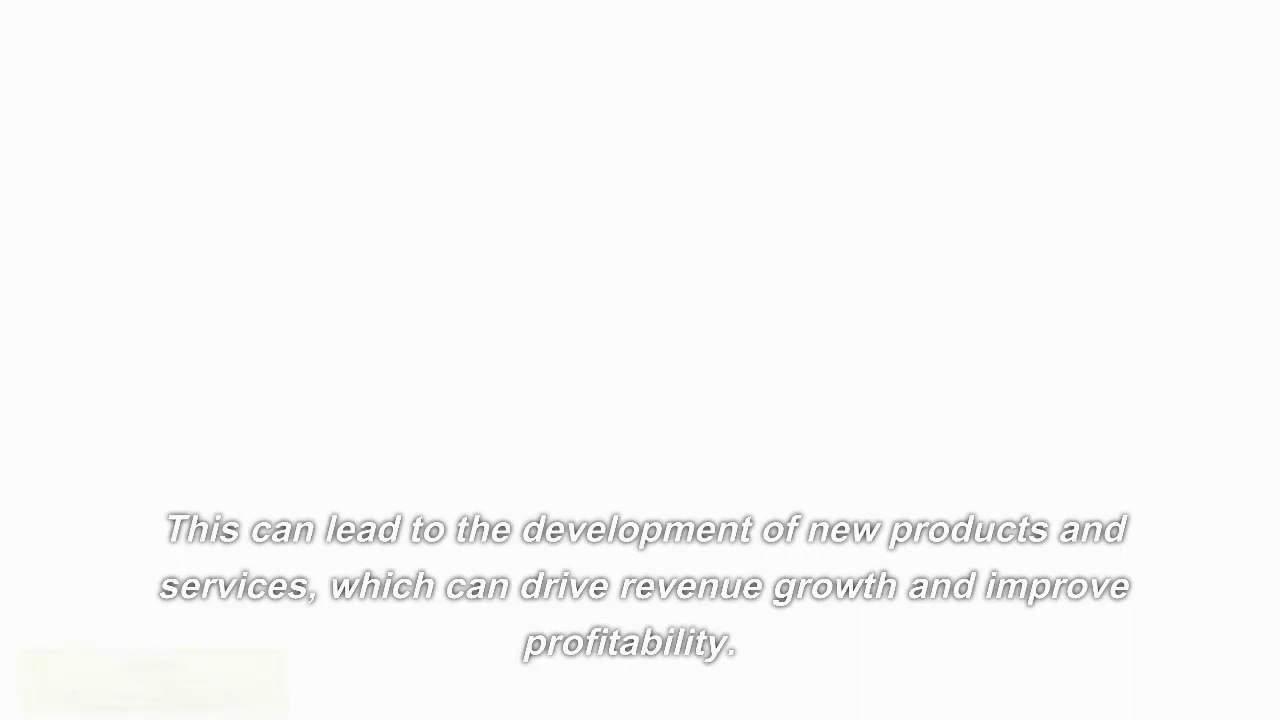 This can lead to the development of new products and
services, which can drive revenue growth and improve
profitability.